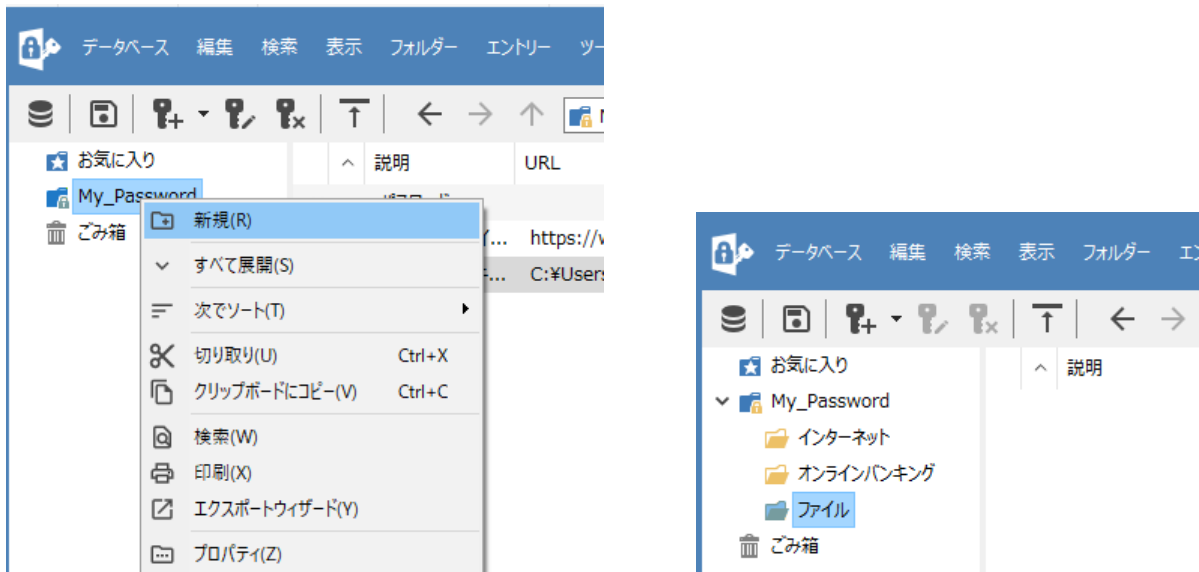 データベース 編集 検索 表示 フォルダー エントリー ツー
お気に入り
説明 URL
My_Password
ごみ箱
新規(R)
https://
すべて展開(S)
C:¥Users
次でソート(T)
切り取り(U) Ctrl+X
クリップボードにコピー(V) Ctrl+C
検索(W)
印刷(X)
エクスポートウィザード(Y)
プロパティ(Z)
データベース 編集 検索 表示 フォルダー エン
お気に入り
説明
My_Password
インターネット
オンラインバンキング
ファイル
ごみ箱